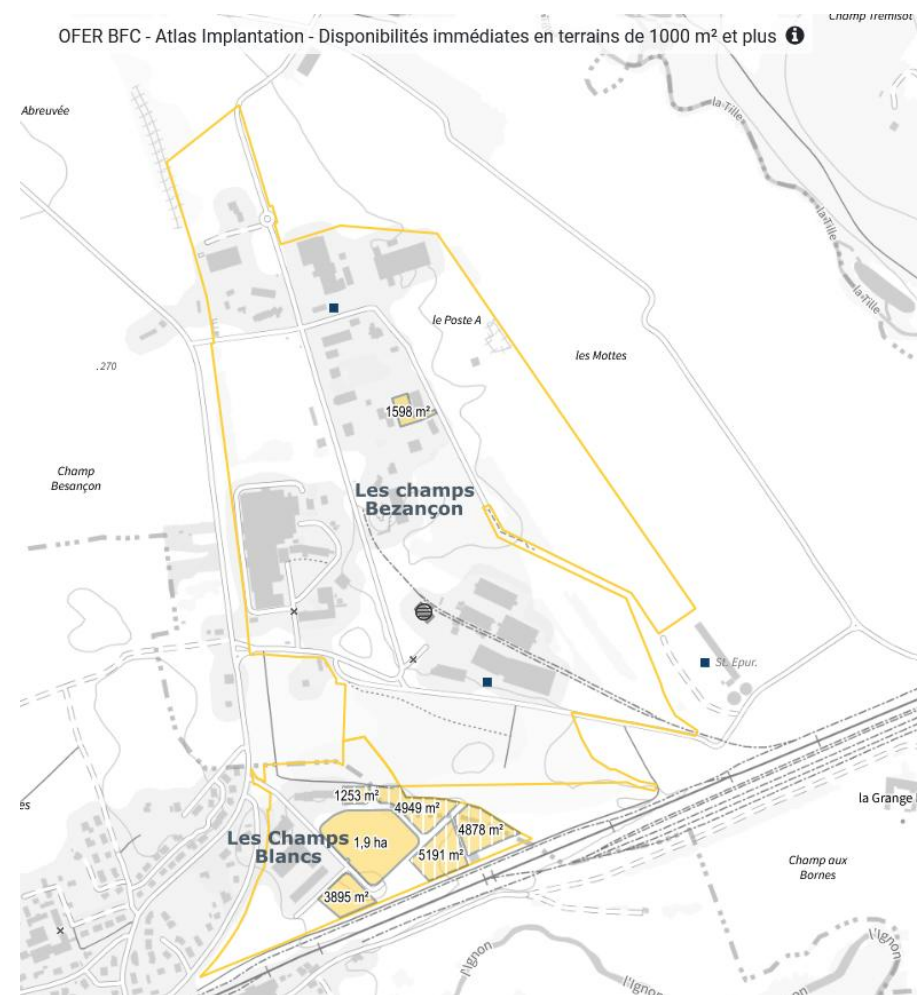 Champ Tremisot
OFER BFC - Atlas Implantation - Disponibilités immédiates en terrains de 1000 m² et plus
Abreuvée
la Tille
la Tille
la Tille
le Poste A
les Mottes
. 270
1598 m²
Champ
Besançon
Les champs
Bezançon
St. Epur.
es
1253 m²
4949 m²
la Grange
4878 m²
Les Champs
Blancs
1,9 ha
5191 m²
Champ aux
Bornes
3895 m²
l'Ignon
l'Ignon
l'Ignon